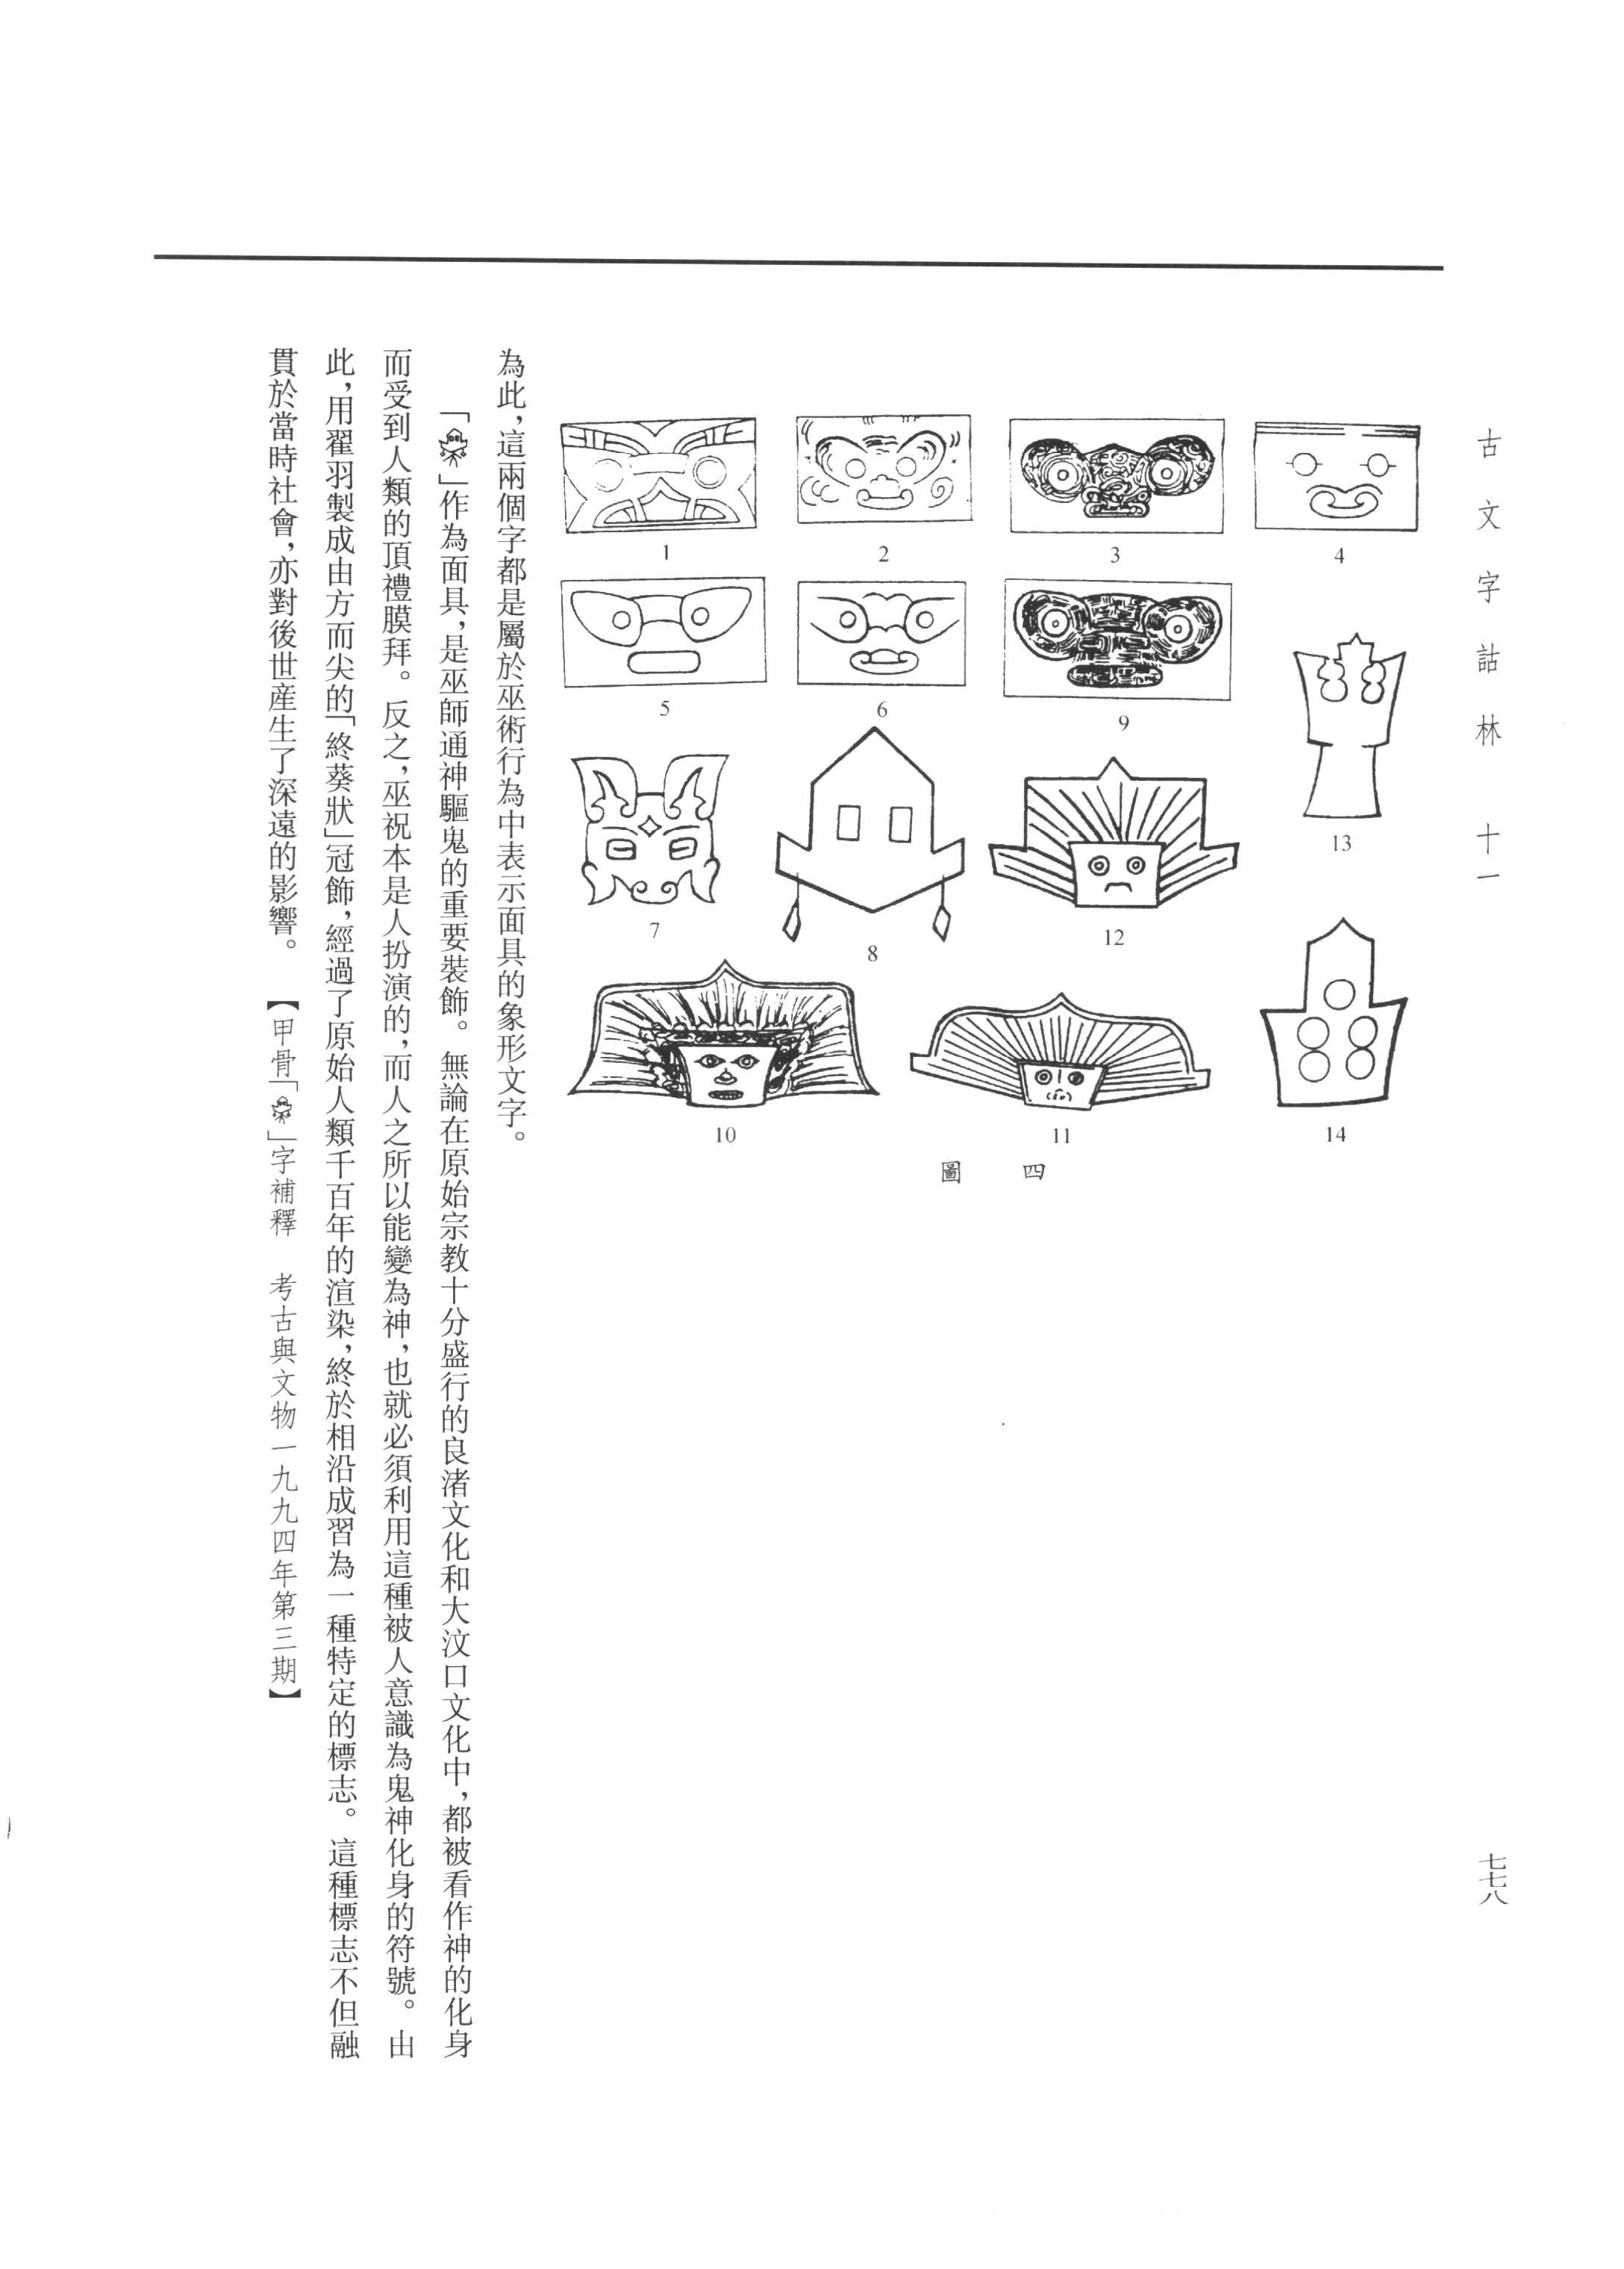 古文字詁林　十一
七七八
1
2
3
4
5
6
9
13
7
8
12
10
11
14
圖　四
為此，這兩個字都是屬於巫術行為中表示面具的象形文字。
「」作為面具，是巫師通神驅鬼的重要裝飾。無論在原始宗教十分盛行的良渚文化和大汶口文化中，都被看作神的化身
而受到人類的頂禮膜拜。反之，巫祝本是人扮演的，而人之所以能變為神，也就必須利用這種被人意識為鬼神化身的符號。由
此，用翟羽製成由方而尖的「終葵狀」冠飾，經過了原始人類千百年的渲染，終於相沿成習為一種特定的標志。這種標志不但融
貫於當時社會，亦對後世産生了深遠的影響。　【甲骨「」字補釋　考古與文物一九九四年第三期】